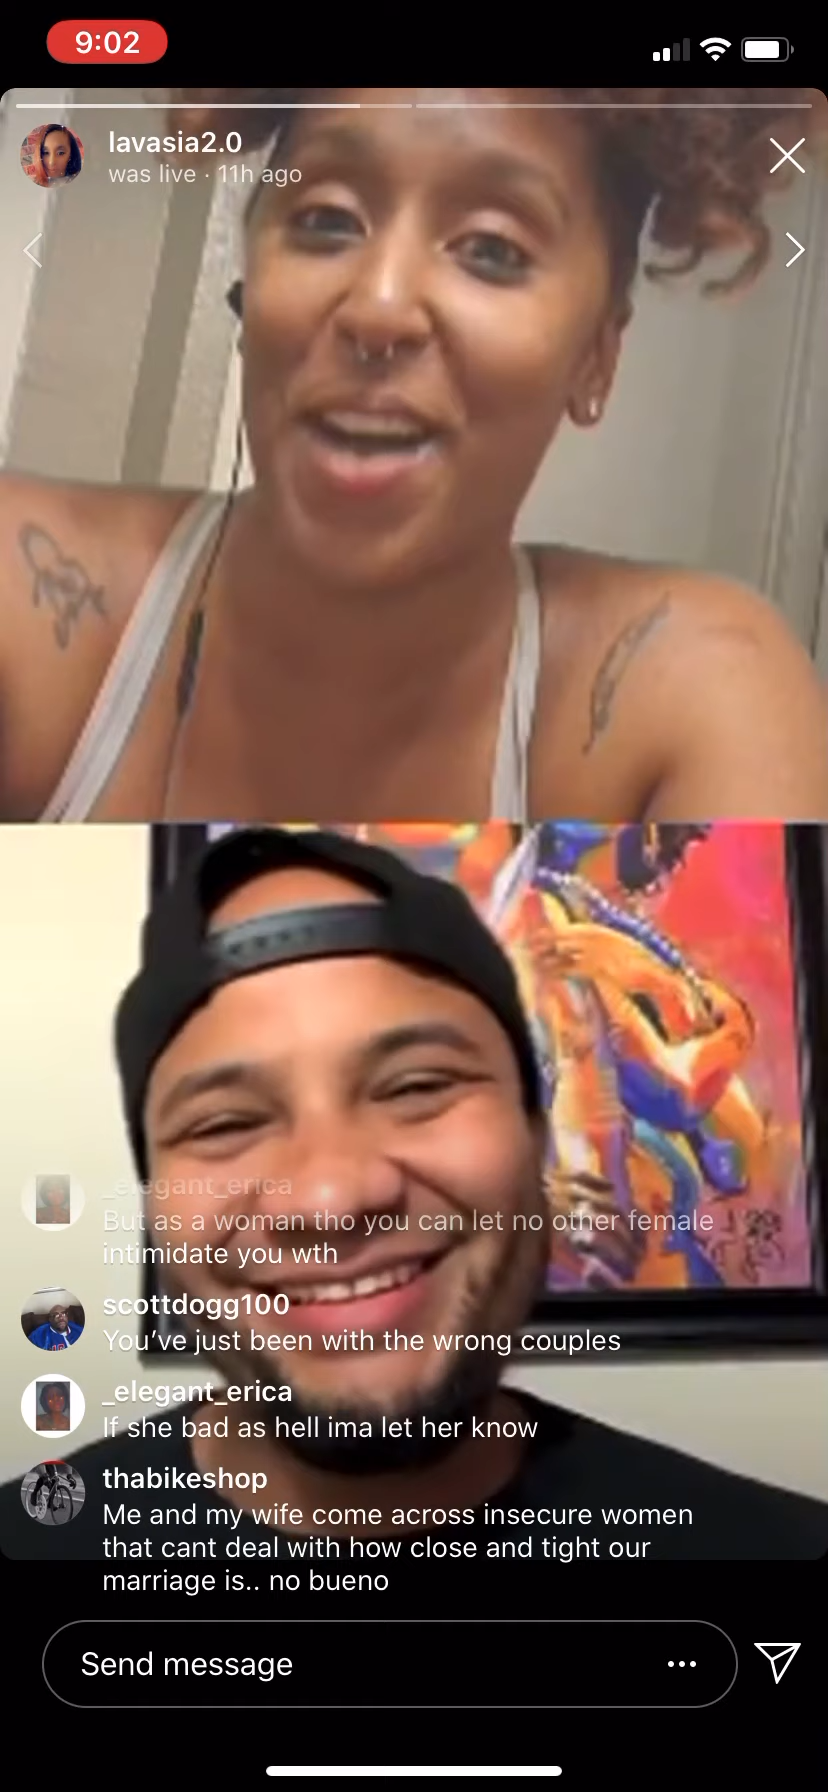 9:02
lavasia2.0
was live · 11h ago
_elegant_erica
But as a woman tho you can let no other female
intimidate you wth
scottdogg100
You've just been with the wrong couples
_elegant_erica
If she bad as hell ima let her know
thabikeshop
Me and my wife come across insecure women
that cant deal with how close and tight our
marriage is.. no bueno
Send message